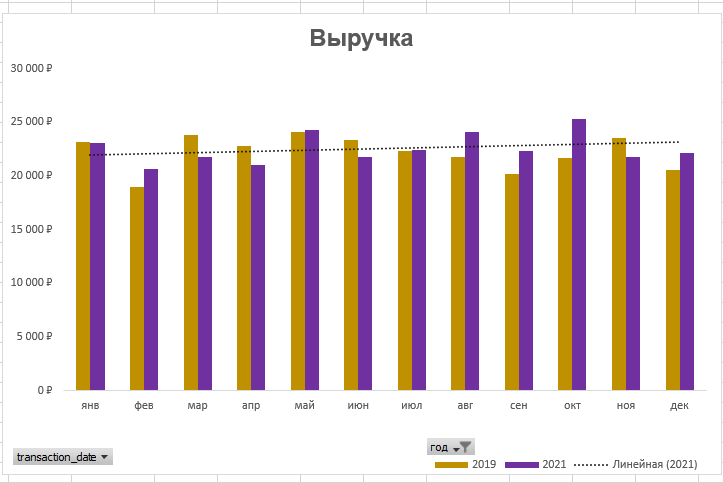 Выручка
30 000 ₽
25 000 ₽
20 000 ₽
15 000 ₽
10 000 ₽
5 000 ₽
0 ₽
янв фев мар апр май июн июл авг сен окт ноя дек
год
transaction_date
2019 2021 Линейная (2021)